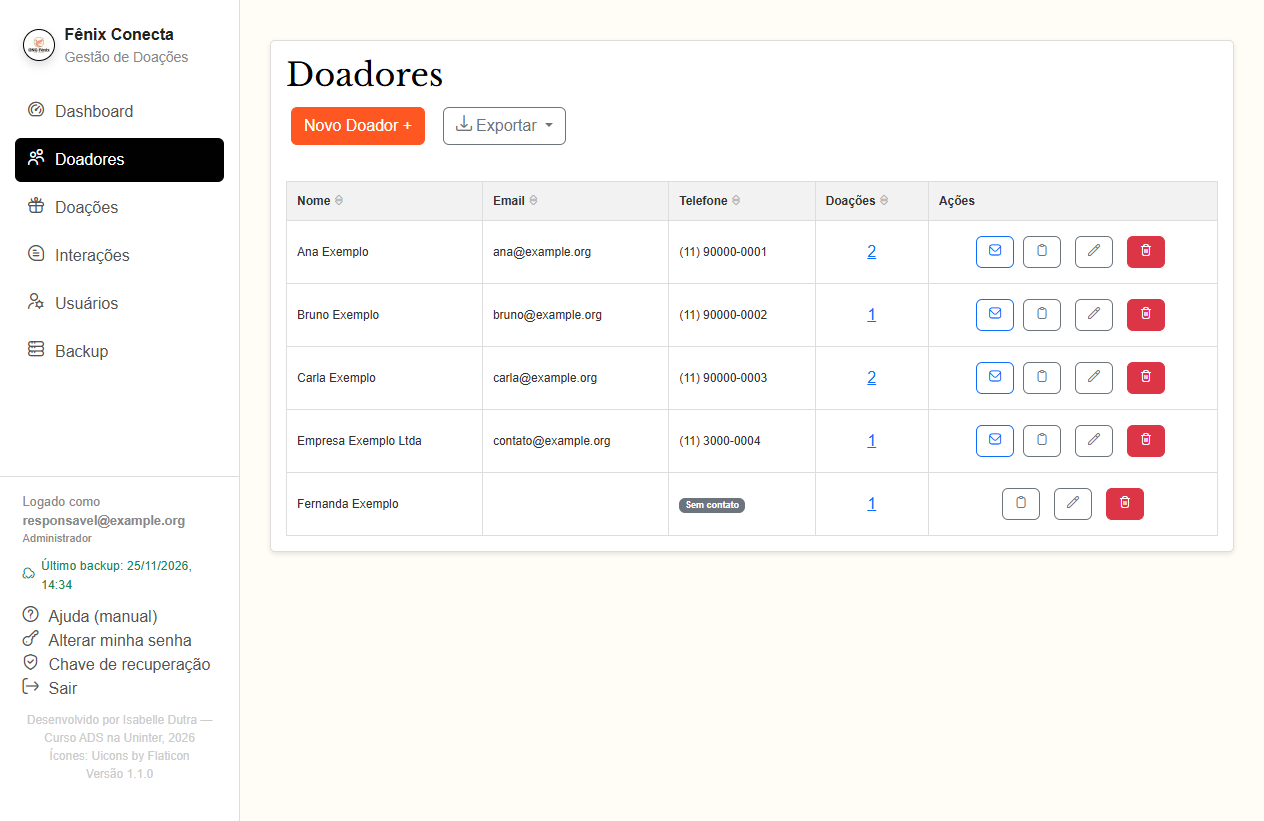 Fênix Conecta
Gestão de Doações
Dashboard
Doadores
Doações
Interações
Usuários
Backup
Logado como
responsavel@example.org
Administrador
Último backup: 25/11/2026,
14:34
Ajuda (manual)
Alterar minha senha
Chave de recuperação
Sair
Desenvolvido por Isabelle Dutra —
Curso ADS na Uninter, 2026
Ícones: Uicons by Flaticon
Versão 1.1.0
Doadores
Novo Doador +
Exportar
Nome Email Telefone Doações Ações
Ana Exemplo ana@example.org (11) 90000-0001 2
Bruno Exemplo bruno@example.org (11) 90000-0002 1
Carla Exemplo carla@example.org (11) 90000-0003 2
Empresa Exemplo Ltda contato@example.org (11) 3000-0004 1
Fernanda Exemplo Sem contato 1